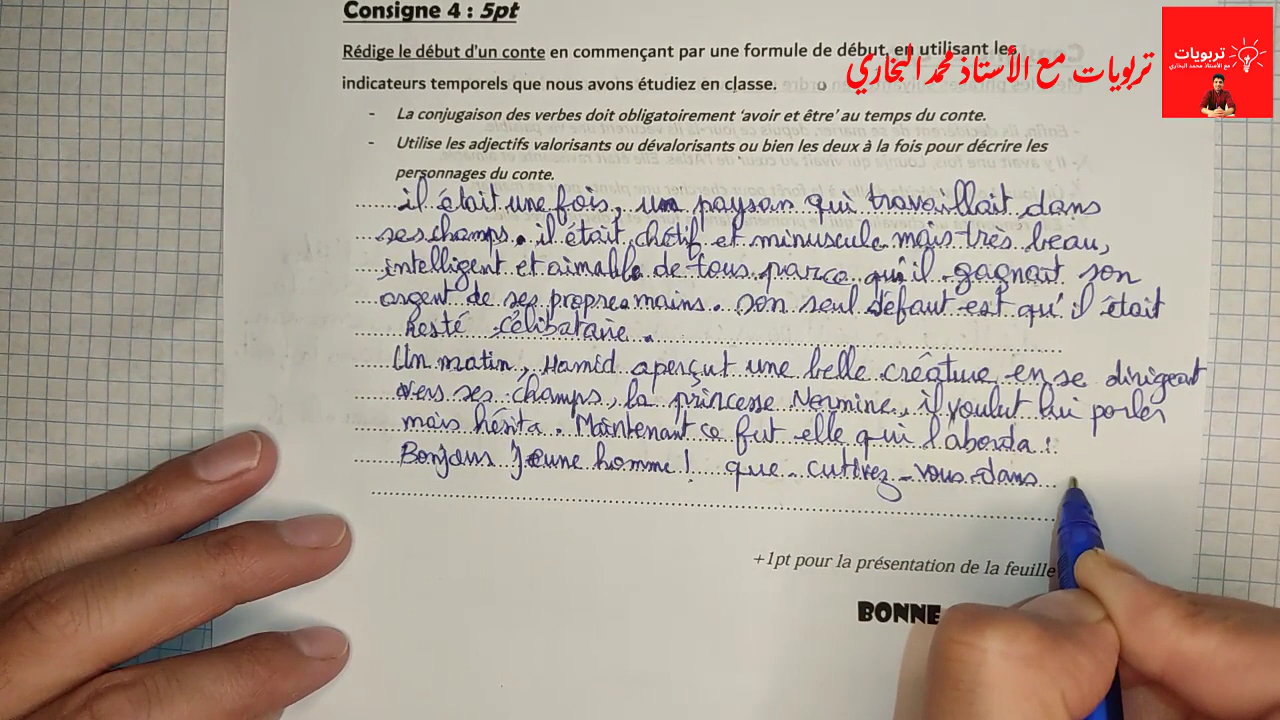 Consigne 4 : 5pt
Rédige le début d'un conte en commençant par une formule de début, en utilisant les
indicateurs temporels que nous avons étudiez en classe.
- La conjugaison des verbes doit obligatoirement 'avoir et être' au temps du conte.
- Utilise les adjectifs valorisants ou dévalorisants ou bien les deux à la fois pour décrire les
personnages du conte.
il était une fois, un paysan qui travaillait dans
ses champs. il était chétif et minuscule mais très beau,
intelligent et aimable de tous parce qu'il gagnait son
argent de ses propres mains. son seul défaut est qu'il était
resté célibataire.
Un matin, Hamid aperçut une belle créature en se dirigeant
vers ses champs, la princesse Nermine, il voulut lui parler
mais hésita. Maintenant ce fut elle qui l'aborda :
Bonjour Jeune homme ! que cutivez-vous dans
+1pt pour la présentation de la feuille
BONNE
تربويات مع الأستاذ محمد البخاري
تربويات
مع الأستاذ محمد البخاري